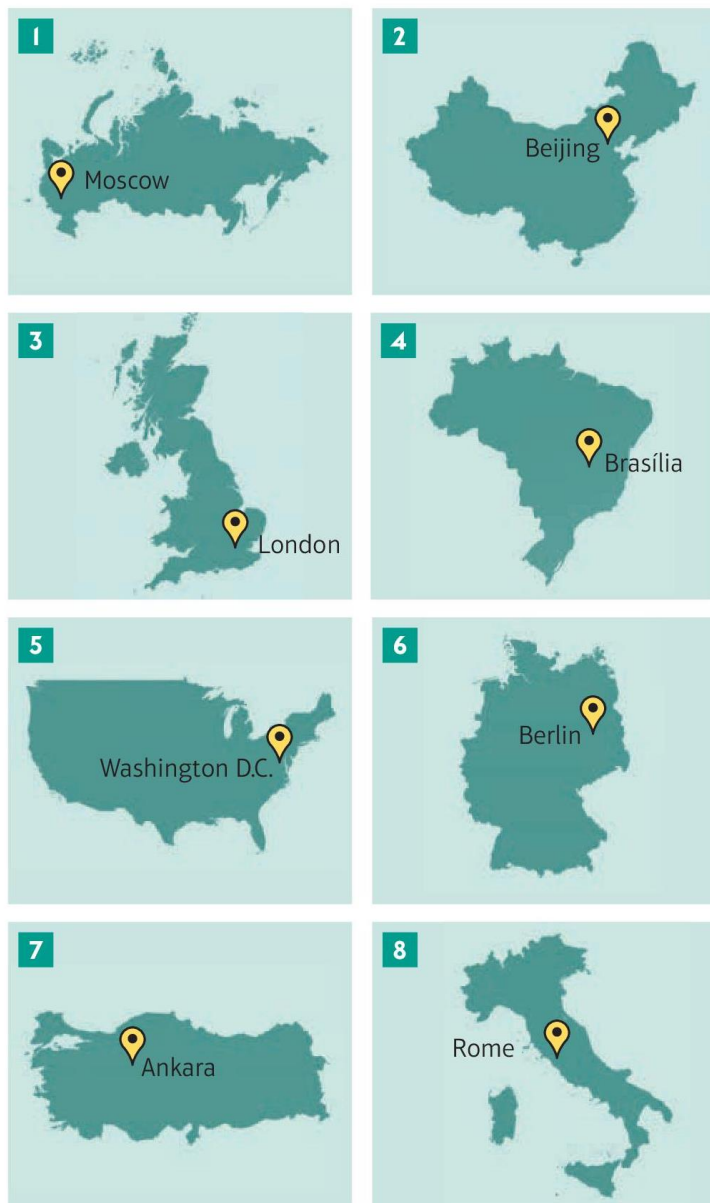 1
Moscow
2
Beijing
3
London
4
Brasília
5
Washington D.C.
6
Berlin
7
Ankara
8
Rome